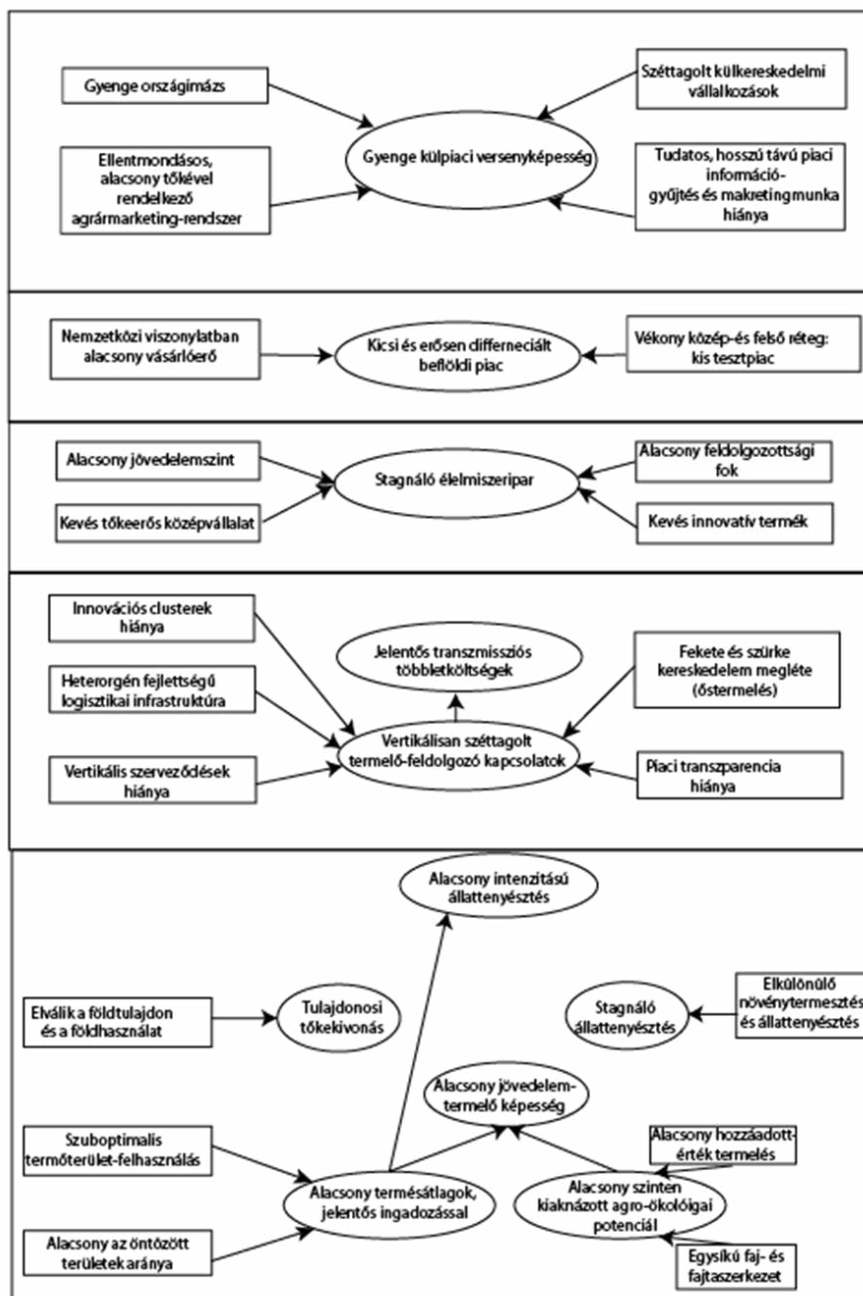 Gyenge országimázs
Széttagolt külkereskedelmi
vállalkozások
Gyenge külpiaci versenyképesség
Ellentmondásos,
alacsony tőkével
rendelkező
agrármarketing-rendszer
Tudatos, hosszú távú piaci
információ-
gyűjtés és makretingmunka
hiánya
Nemzetközi viszonylatban
alacsony vásárlóerő
Kicsi és erősen differneciált
beflöldi piac
Vékony közép-és felső réteg:
kis tesztpiac
Alacsony jövedelemszint
Stagnáló élelmiszeripar
Alacsony feldolgozottsági
fok
Kevés tőkeerős középvállalat
Kevés innovatív termék
Innovációs clusterek
hiánya
Jelentős transzmissziós
többletköltségek
Fekete és szürke
kereskedelem megléte
(őstermelés)
Heterorgén fejlettségű
logisztikai infrastruktúra
Vertikálisan széttagolt
termelő-feldolgozó kapcsolatok
Vertikális szerveződések
hiánya
Piaci transzparencia
hiánya
Alacsony intenzitású
állattenyésztés
Elválik a földtulajdon
és a földhasználat
Tulajdonosi
tőkekivonás
Stagnáló
állattenyésztés
Elkülönülő
növénytermesztés
és állattenyésztés
Alacsony jövedelem-
termelő képesség
Szuboptimalis
termőterület-felhasználás
Alacsony hozzáadott-
érték termelés
Alacsony termésátlagok,
jelentős ingadozással
Alacsony szinten
kiaknázott agro-ökolóigai
potenciál
Alacsony az öntözött
területek aránya
Egysíkú faj- és
fajtaszerkezet